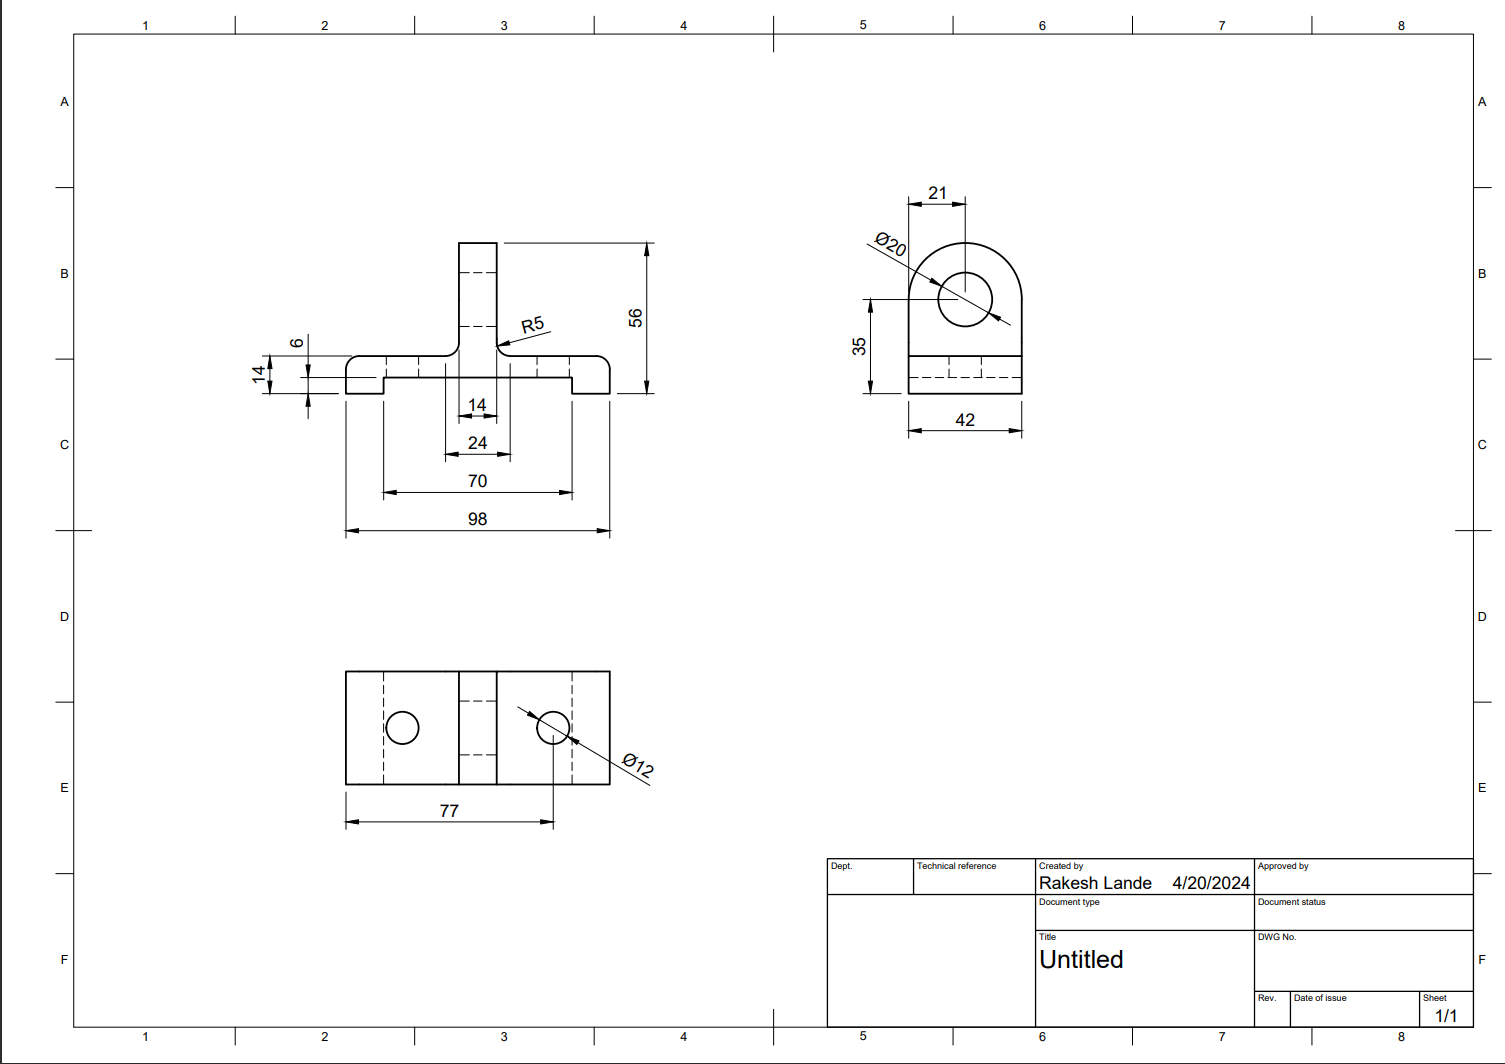 1 2 3 4 5 6 7 8
A A
21
Ø20
B B
R5
56
6
35
14
14
42
24
C C
70
98
D D
Ø12
E E
77
Dept. Technical reference Created by Approved by
Rakesh Lande 4/20/2024
Document type Document status
Title DWG No.
Untitled
F F
Rev. Date of issue Sheet
1/1
1 2 3 4 5 6 7 8